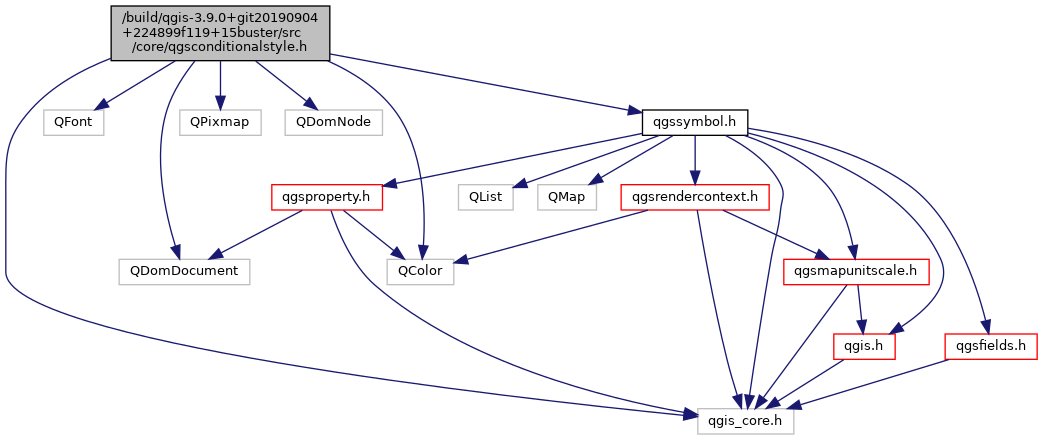 /build/qgis-3.9.0+git20190904
+224899f119+15buster/src
/core/qgsconditionalstyle.h
QFont
QPixmap
QDomNode
qgssymbol.h
qgsproperty.h
QList
QMap
qgsrendercontext.h
QDomDocument
QColor
qgsmapunitscale.h
qgis.h
qgsfields.h
qgis_core.h